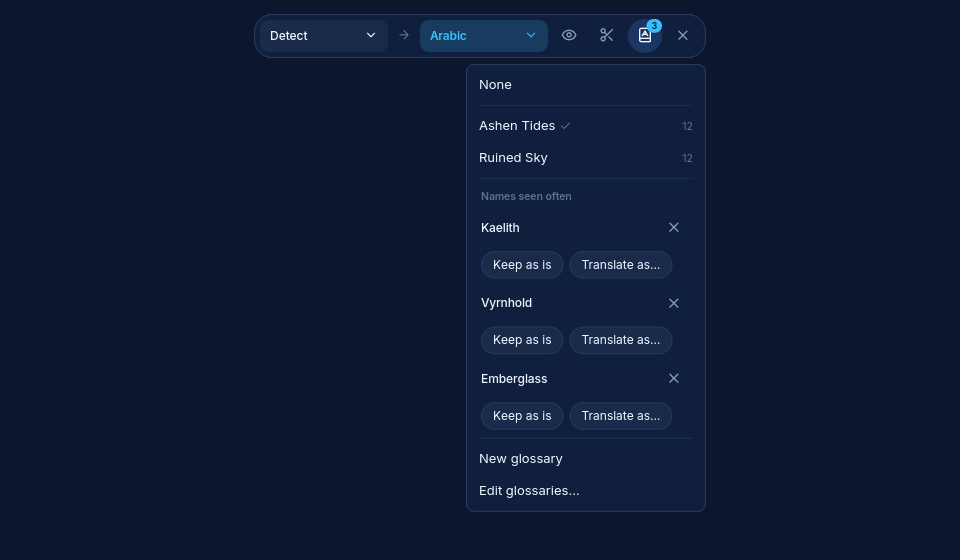 Detect
Arabic
3
None
Ashen Tides 12
Ruined Sky 12
Names seen often
Kaelith
Keep as is Translate as...
Vyrnhold
Keep as is Translate as...
Emberglass
Keep as is Translate as...
New glossary
Edit glossaries...